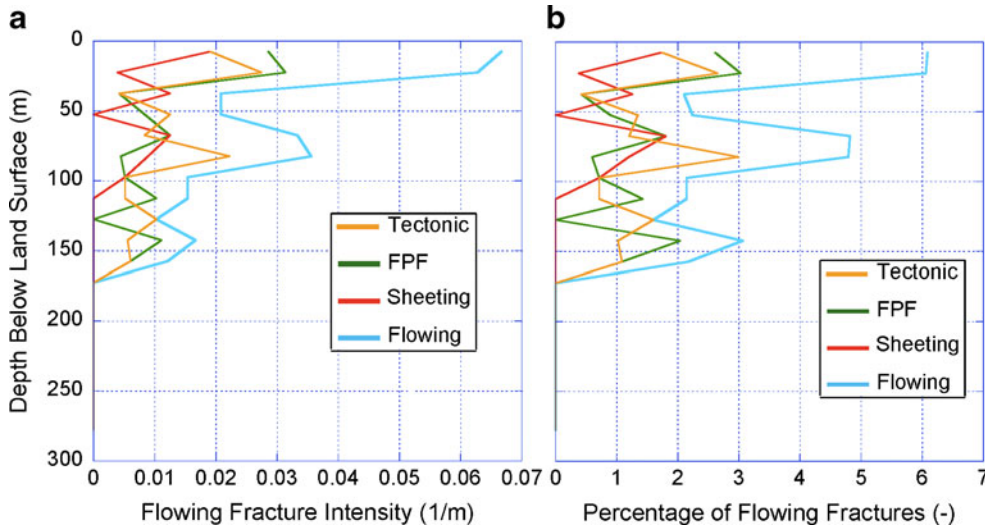 a
b
0
50
100
150
200
250
300
Depth Below Land Surface (m)
Tectonic
FPF
Sheeting
Flowing
0 0.01 0.02 0.03 0.04 0.05 0.06 0.07
Flowing Fracture Intensity (1/m)
Tectonic
FPF
Sheeting
Flowing
0 1 2 3 4 5 6 7
Percentage of Flowing Fractures (-)